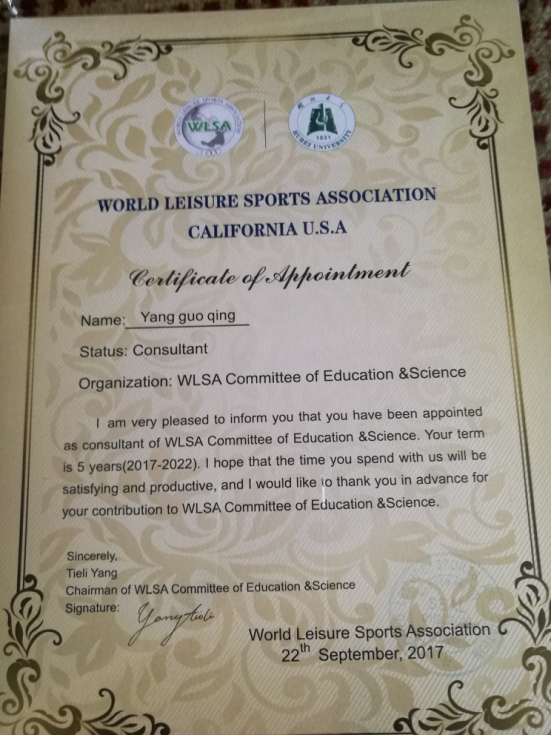 WLSA
1931
HUBEI UNIVERSITY
WORLD LEISURE SPORTS ASSOCIATION
CALIFORNIA U.S.A
Certificate of Appointment
Name: Yang guo qing
Status: Consultant
Organization: WLSA Committee of Education &Science
I am very pleased to inform you that you have been appointed
as consultant of WLSA Committee of Education &Science. Your term
is 5 years(2017-2022). I hope that the time you spend with us will be
satisfying and productive, and I would like to thank you in advance for
your contribution to WLSA Committee of Education &Science.
Sincerely,
Tieli Yang
Chairman of WLSA Committee of Education &Science
Signature: Yang tieli
World Leisure Sports Association
22th September, 2017